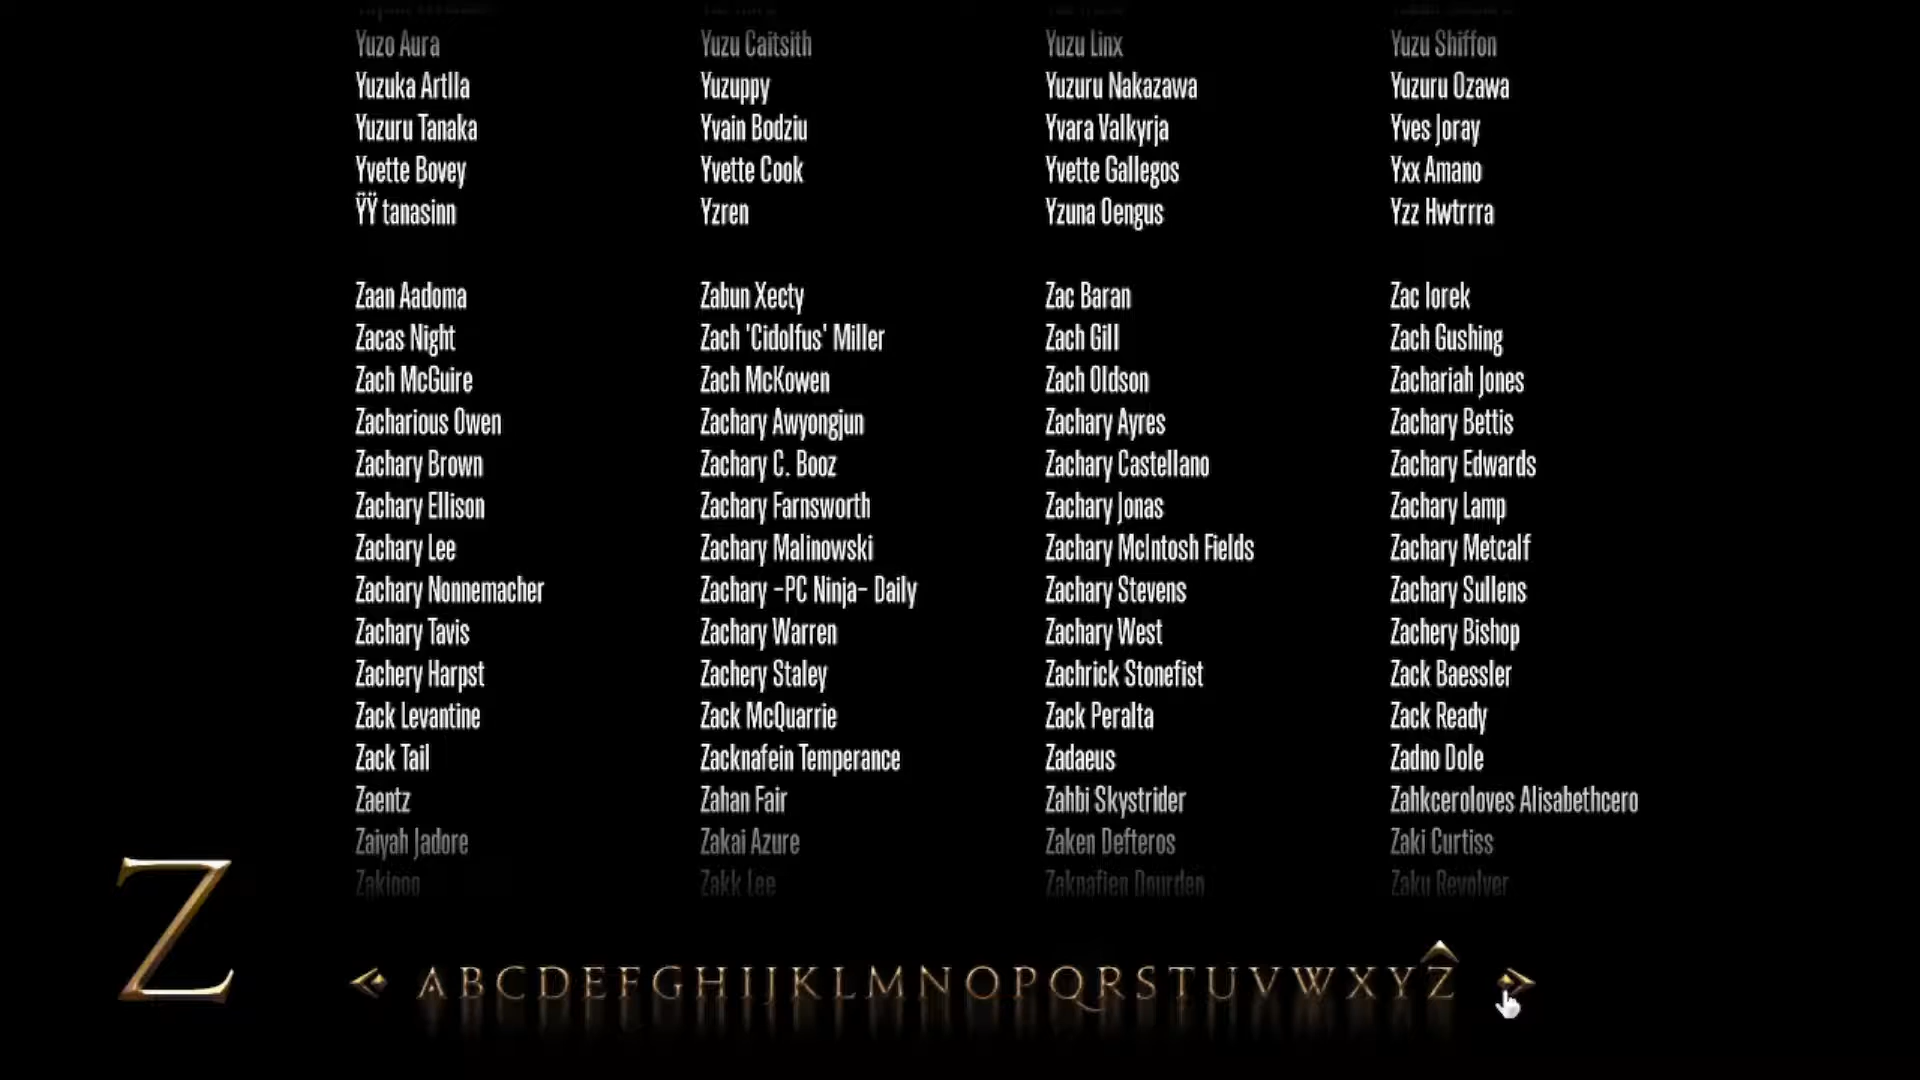 Yuzo Aura Yuzu Caitsith Yuzu Linx Yuzu Shiffon
Yuzuka Artlla Yuzuppy Yuzuru Nakazawa Yuzuru Ozawa
Yuzuru Tanaka Yvain Bodziu Yvara Valkyrja Yves Joray
Yvette Bovey Yvette Cook Yvette Gallegos Yxx Amano
ŸŸ tanasinn Yzren Yzuna Oengus Yzz Hwtrrra
Zaan Aadoma Zabun Xecty Zac Baran Zac Iorek
Zacas Night Zach 'Cidolfus' Miller Zach Gill Zach Gushing
Zach McGuire Zach McKowen Zach Oldson Zachariah Jones
Zacharious Owen Zachary Awyongjun Zachary Ayres Zachary Bettis
Zachary Brown Zachary C. Booz Zachary Castellano Zachary Edwards
Zachary Ellison Zachary Farnsworth Zachary Jonas Zachary Lamp
Zachary Lee Zachary Malinowski Zachary McIntosh Fields Zachary Metcalf
Zachary Nonnemacher Zachary -PC Ninja- Daily Zachary Stevens Zachary Sullens
Zachary Tavis Zachary Warren Zachary West Zachery Bishop
Zachery Harpst Zachery Staley Zachrick Stonefist Zack Baessler
Zack Levantine Zack McQuarrie Zack Peralta Zack Ready
Zack Tail Zacknafein Temperance Zadaeus Zadno Dole
Zaentz Zahan Fair Zahbi Skystrider Zahkceroloves Alisabethcero
Zaiyah Jadore Zakai Azure Zaken Defteros Zaki Curtiss
Zakiooo Zakk Lee Zaknafien Dourden Zaku Revolver
Z
A B C D E F G H I J K L M N O P Q R S T U V W X Y Z